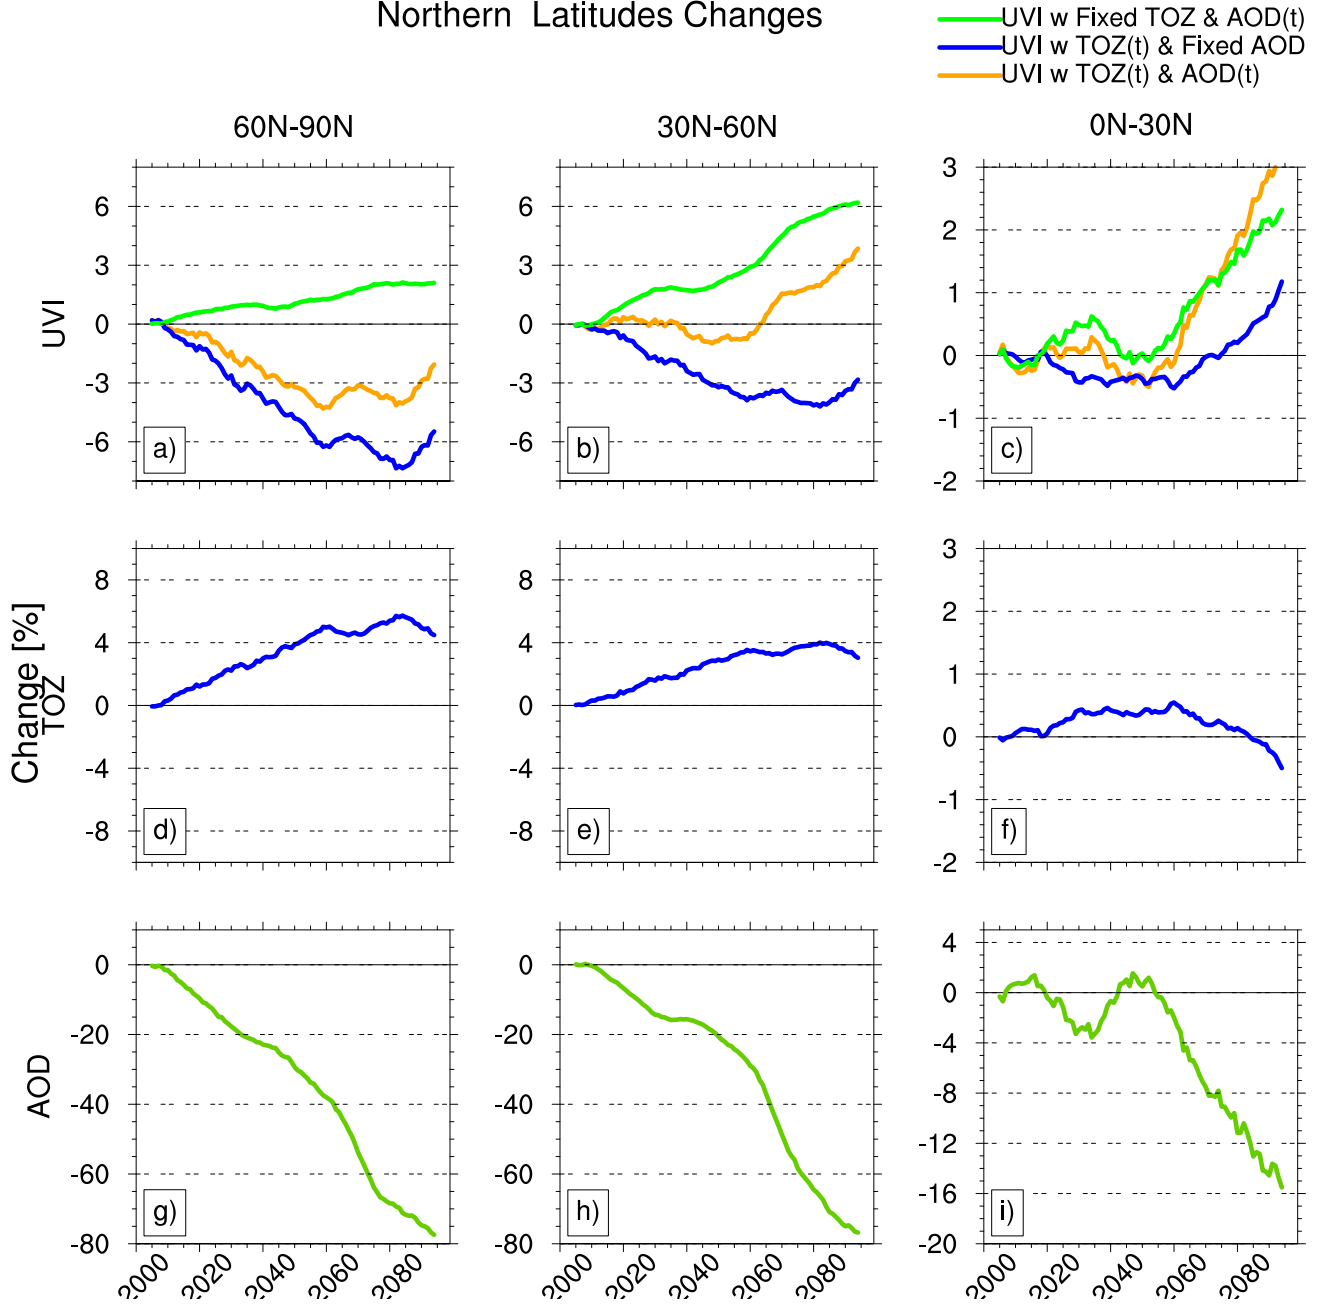 Northern Latitudes Changes
UVI w Fixed TOZ & AOD(t)
UVI w TOZ(t) & Fixed AOD
UVI w TOZ(t) & AOD(t)
60N-90N
30N-60N
0N-30N
UVI
6
3
0
-3
-6
a)
6
3
0
-3
-6
b)
3
2
1
0
-1
-2
c)
Change [%]
TOZ
8
4
0
-4
-8
d)
8
4
0
-4
-8
e)
3
2
1
0
-1
-2
f)
AOD
0
-20
-40
-60
-80
g)
0
-20
-40
-60
-80
h)
4
0
-4
-8
-12
-16
-20
i)
2000 2020 2040 2060 2080
2000 2020 2040 2060 2080
2000 2020 2040 2060 2080